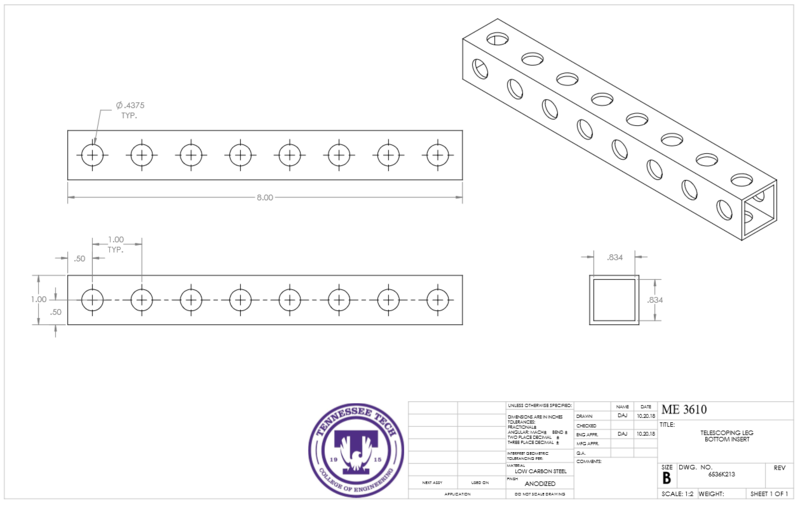 Ø.4375
TYP.
8.00
1.00
TYP.
.50
1.00
.50
.834
.834
TENNESSEE TECH
1915
COLLEGE OF ENGINEERING
UNLESS OTHERWISE SPECIFIED:
DIMENSIONS ARE IN INCHES
TOLERANCES:
FRACTIONAL±
ANGULAR: MACH± BEND ±
TWO PLACE DECIMAL ±
THREE PLACE DECIMAL ±
INTERPRET GEOMETRIC
TOLERANCING PER:
MATERIAL
LOW CARBON STEEL
FINISH
ANODIZED
DO NOT SCALE DRAWING
NEXT ASSY
USED ON
APPLICATION
NAME
DATE
DRAWN
DAJ
10.20.18
CHECKED
ENG APPR.
DAJ
10.20.18
MFG APPR.
Q.A.
COMMENTS:
ME 3610
TITLE:
TELESCOPING LEG
BOTTOM INSERT
SIZE
B
DWG. NO.
6536K213
REV
SCALE: 1:2
WEIGHT:
SHEET 1 OF 1